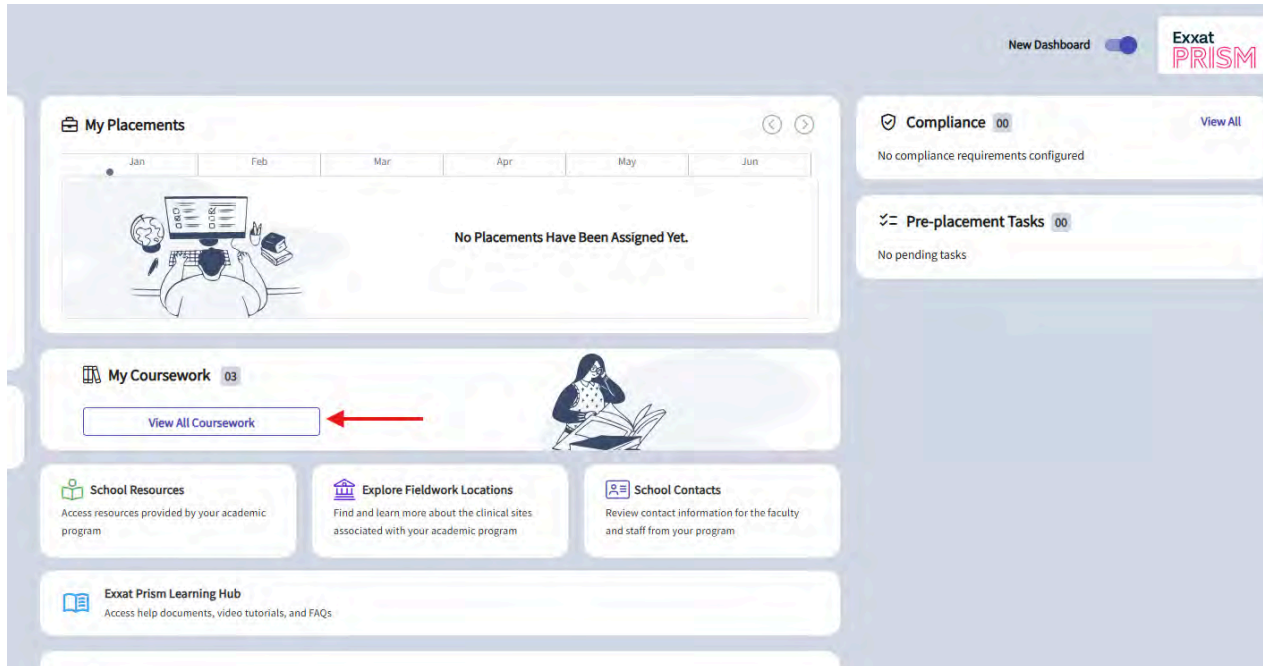 New Dashboard
Exxat
PRISM
My Placements
Jan Feb Mar Apr May Jun
No Placements Have Been Assigned Yet.
Compliance 00 View All
No compliance requirements configured
Pre-placement Tasks 00
No pending tasks
My Coursework 03
View All Coursework
School Resources
Access resources provided by your academic
program
Explore Fieldwork Locations
Find and learn more about the clinical sites
associated with your academic program
School Contacts
Review contact information for the faculty
and staff from your program
Exxat Prism Learning Hub
Access help documents, video tutorials, and FAQs